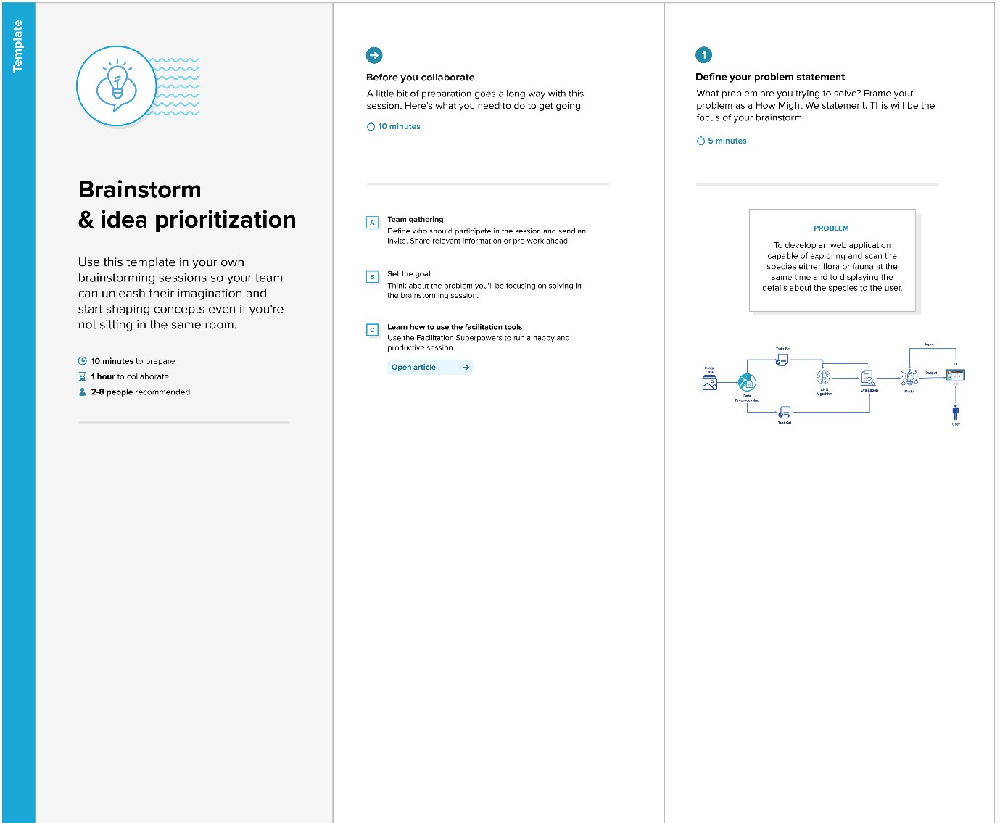 Template
Brainstorm
& idea prioritization
Use this template in your own
brainstorming sessions so your team
can unleash their imagination and
start shaping concepts even if you're
not sitting in the same room.
10 minutes to prepare
1 hour to collaborate
2-8 people recommended
Before you collaborate
A little bit of preparation goes a long way with this
session. Here's what you need to do to get going.
10 minutes
A
Team gathering
Define who should participate in the session and send an
invite. Share relevant information or pre-work ahead.
B
Set the goal
Think about the problem you'll be focusing on solving in
the brainstorming session.
C
Learn how to use the facilitation tools
Use the Facilitation Superpowers to run a happy and
productive session.
Open article
1
Define your problem statement
What problem are you trying to solve? Frame your
problem as a How Might We statement. This will be the
focus of your brainstorm.
5 minutes
PROBLEM
To develop an web application
capable of exploring and scan the
species either flora or fauna at the
same time and to displaying the
details about the species to the user.
Image
Data
Data
Preprocessing
Train Set
Test Set
CNN
Algorithm
Evaluation
Model
Inputs
Output
UI
User